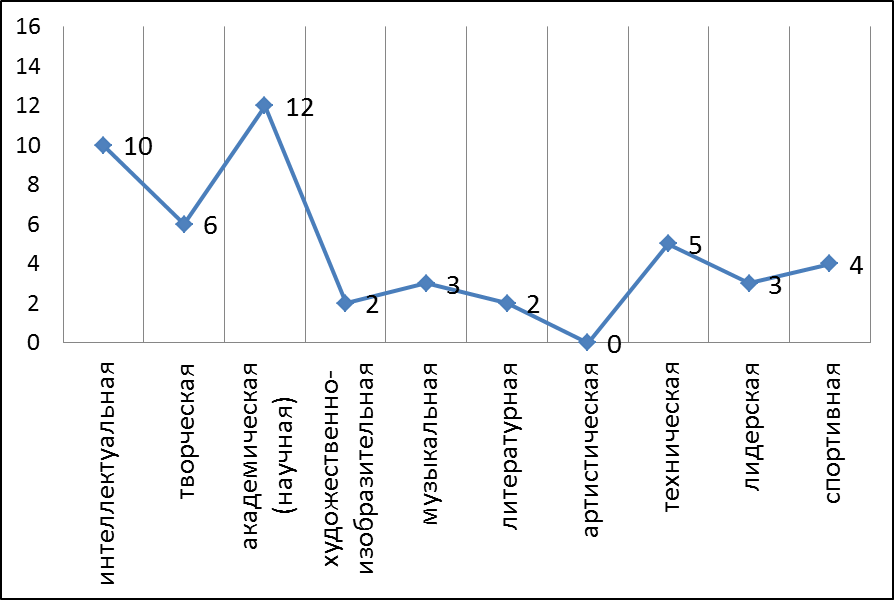 16
14
12
10
8
6
4
2
0
10
6
12
2
3
2
0
5
3
4
интеллектуальная
творческая
академическая
(научная)
художественно-
изобразительная
музыкальная
литературная
артистическая
техническая
лидерская
спортивная